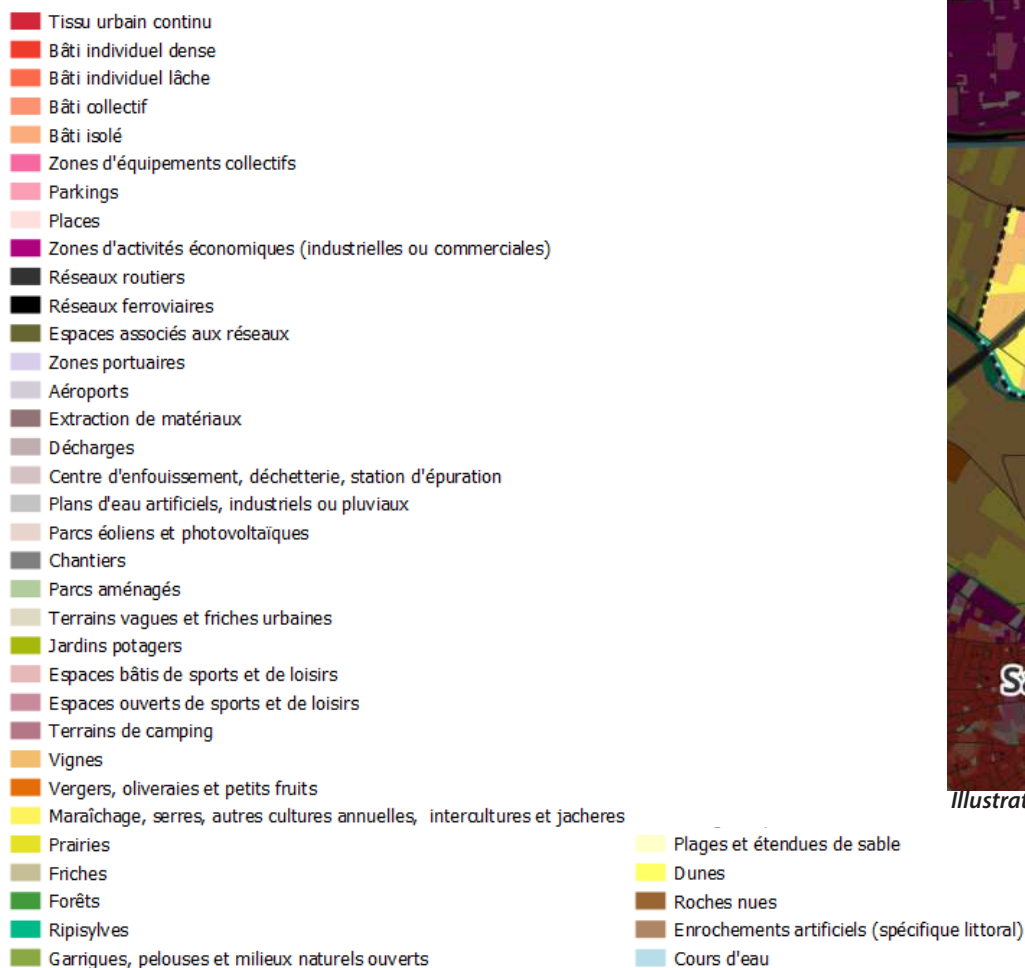 Tissu urbain continu
Bâti individuel dense
Bâti individuel lâche
Bâti collectif
Bâti isolé
Zones d'équipements collectifs
Parkings
Places
Zones d'activités économiques (industrielles ou commerciales)
Réseaux routiers
Réseaux ferroviaires
Espaces associés aux réseaux
Zones portuaires
Aéroports
Extraction de matériaux
Décharges
Centre d'enfouissement, déchetterie, station d'épuration
Plans d'eau artificiels, industriels ou pluviaux
Parcs éoliens et photovoltaïques
Chantiers
Parcs aménagés
Terrains vagues et friches urbaines
Jardins potagers
Espaces bâtis de sports et de loisirs
Espaces ouverts de sports et de loisirs
Terrains de camping
Vignes
Vergers, oliveraies et petits fruits
Maraîchage, serres, autres cultures annuelles, intercultures et jacheres
Prairies
Friches
Forêts
Ripisylves
Garrigues, pelouses et milieux naturels ouverts
Plages et étendues de sable
Dunes
Roches nues
Enrochements artificiels (spécifique littoral)
Cours d'eau